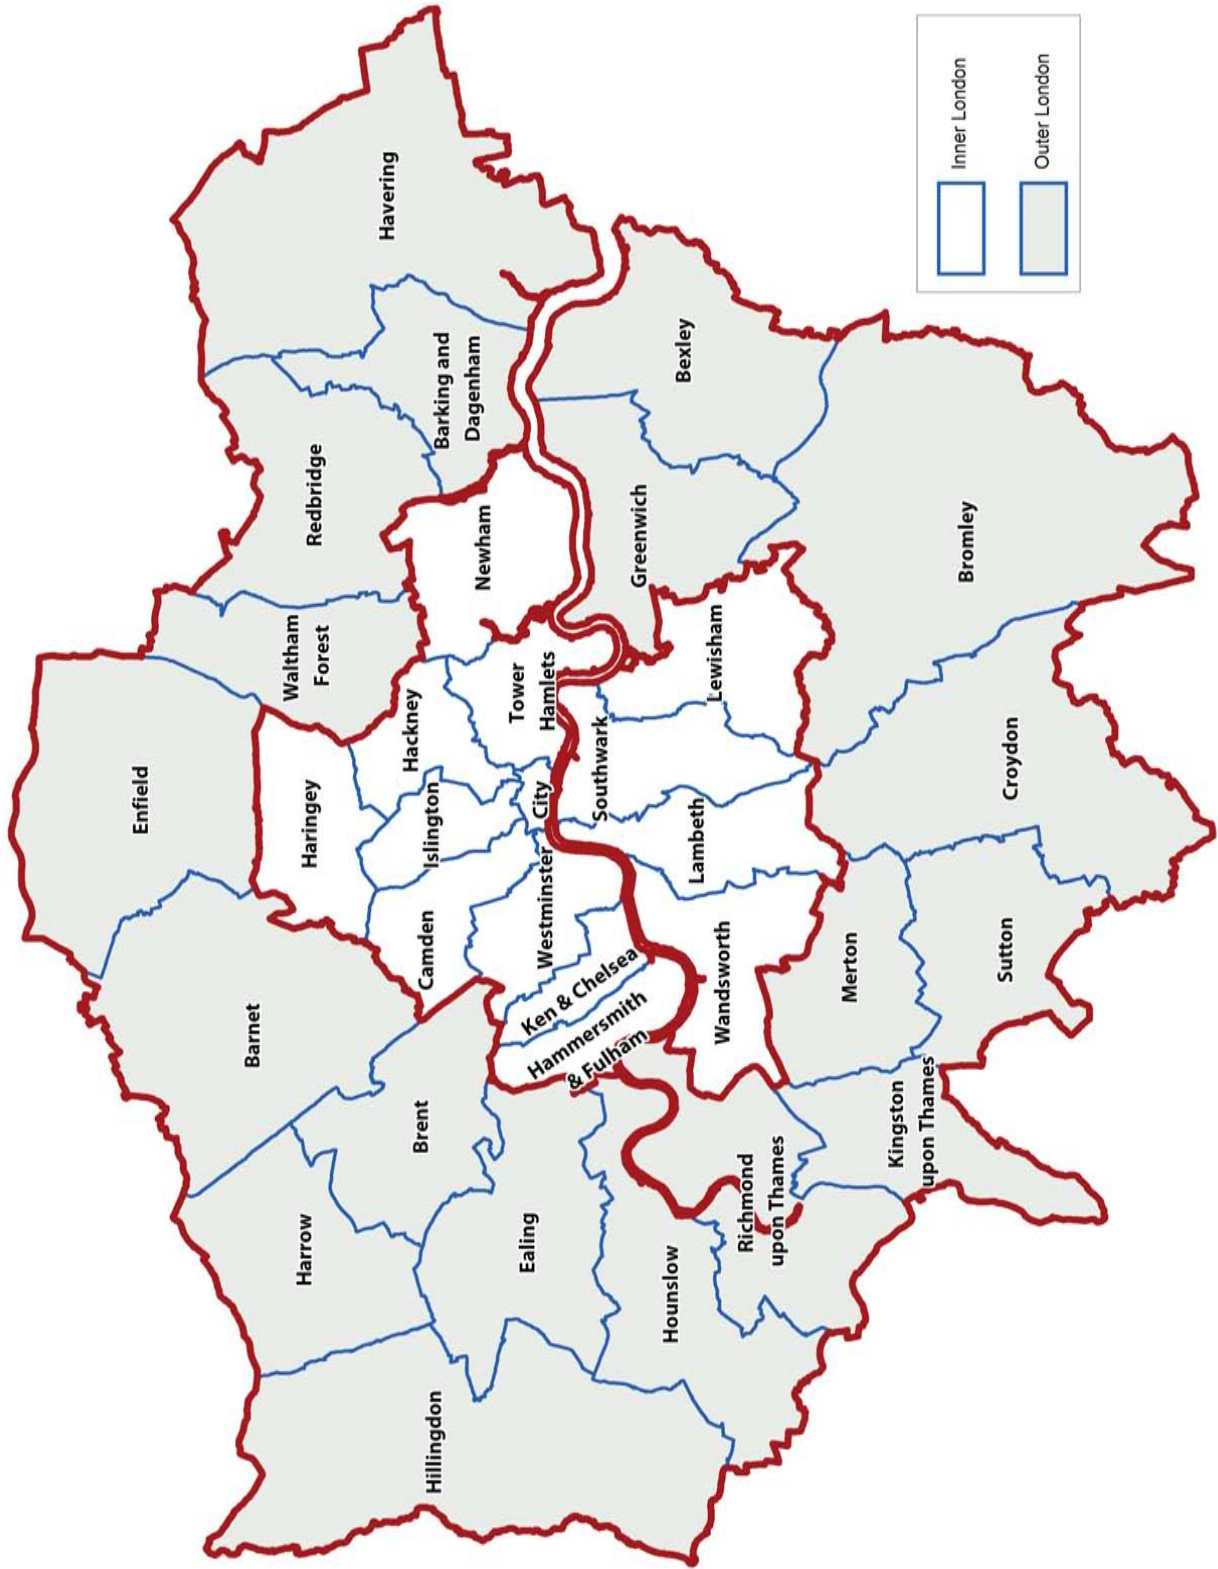 Enfield
Barnet
Haringey
Waltham
Forest
Redbridge
Havering
Harrow
Brent
Camden
Islington
Hackney
Barking and
Dagenham
Newham
Hillingdon
Ealing
Westminster
City
Tower
Hamlets
Ken & Chelsea
Hammersmith
& Fulham
Hounslow
Richmond
upon Thames
Wandsworth
Lambeth
Southwark
Lewisham
Greenwich
Bexley
Kingston
upon Thames
Merton
Sutton
Croydon
Bromley
Inner London
Outer London